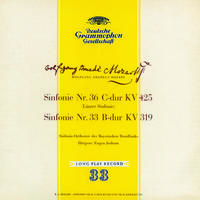 Deutsche
Grammophon
Gesellschaft
Wolfgang Amadé Mozart
WOLFGANG AMADEUS MOZART
Sinfonie Nr. 36 C-dur KV 425
(Linzer Sinfonie)
Sinfonie Nr. 33 B-dur KV 319
Sinfonie-Orchester des Bayerischen Rundfunks
Dirigent: Eugen Jochum
LONG PLAY RECORD
33